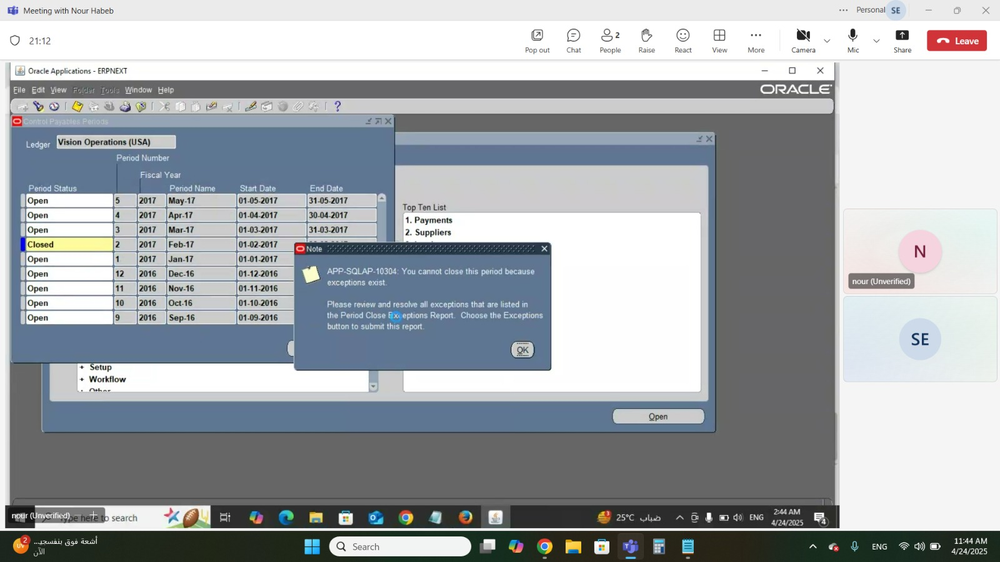 Meeting with Nour Habeb
Personal
SE
21:12
Pop out
Chat
2
People
Raise
React
View
More
Camera
Mic
Share
Leave
Oracle Applications - ERPNEXT
File Edit View Folder Tools Window Help
ORACLE
Control Payables Periods
Ledger Vision Operations (USA)
Period Number
Fiscal Year
Period Status Period Name Start Date End Date
Open 5 2017 May-17 01-05-2017 31-05-2017
Open 4 2017 Apr-17 01-04-2017 30-04-2017
Open 3 2017 Mar-17 01-03-2017 31-03-2017
Closed 2 2017 Feb-17 01-02-2017
Open 1 2017 Jan-17 01-01-2017
Open 12 2016 Dec-16 01-12-2016
Open 11 2016 Nov-16 01-11-2016
Open 10 2016 Oct-16 01-10-2016
Open 9 2016 Sep-16 01-09-2016
Top Ten List
1. Payments
2. Suppliers
Note
APP-SQLAP-10304: You cannot close this period because
exceptions exist.
Please review and resolve all exceptions that are listed in
the Period Close Exceptions Report. Choose the Exceptions
button to submit this report.
OK
+ Setup
+ Workflow
Open
N
nour (Unverified)
SE
nour (Unverified)
Type here to search
3
25°C ضباب
ENG
2:44 AM
4/24/2025
4
2
UV
أشعة فوق بنفسجي...
الآن
Search
ENG
11:44 AM
4/24/2025